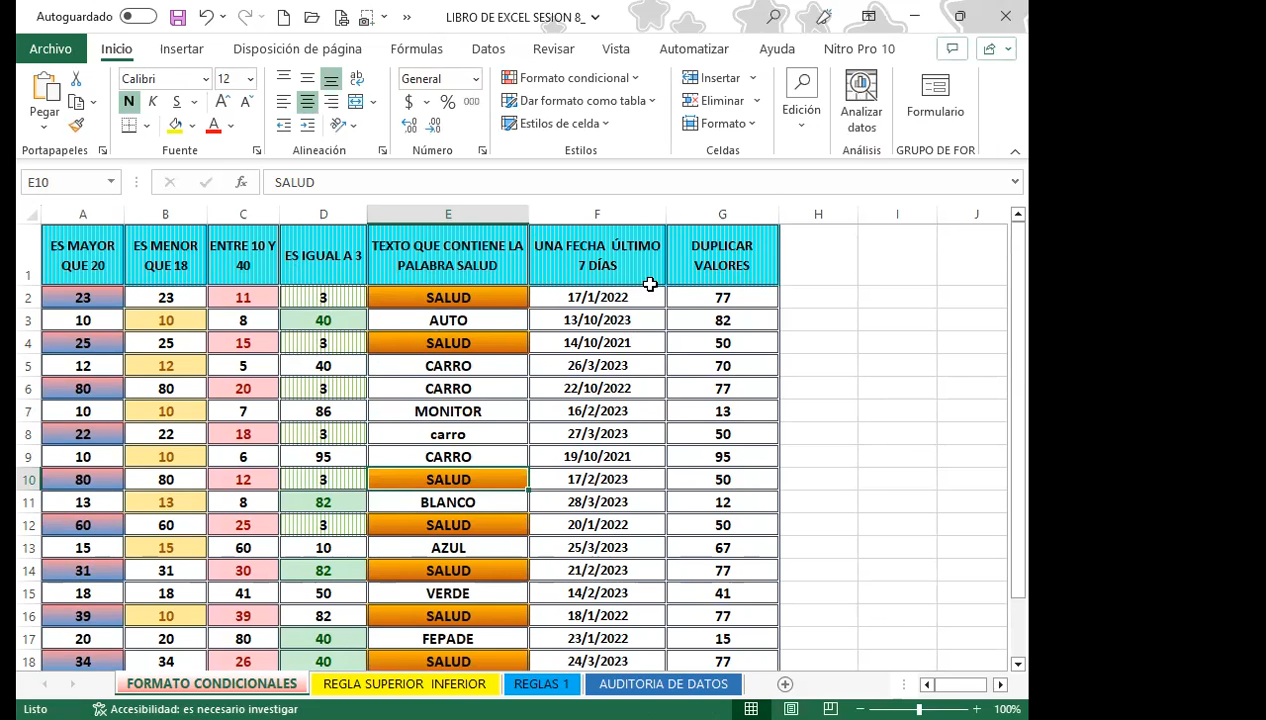 Autoguardado
LIBRO DE EXCEL SESION 8_
Archivo Inicio Insertar Disposición de página Fórmulas Datos Revisar Vista Automatizar Ayuda Nitro Pro 10
Pegar
Calibri 12
N K S A A
A
ab
General
$ % 000
Formato condicional
Dar formato como tabla
Estilos de celda
Insertar
Eliminar
Formato
Edición
Analizar
datos
Formulario
Portapapeles Fuente Alineación Número Estilos Celdas Análisis GRUPO DE FOR
E10 fx SALUD
A B C D E F G H I J
1 ES MAYOR QUE 20 ES MENOR QUE 18 ENTRE 10 Y 40 ES IGUAL A 3 TEXTO QUE CONTIENE LA PALABRA SALUD UNA FECHA ÚLTIMO 7 DÍAS DUPLICAR VALORES
2 23 23 11 3 SALUD 17/1/2022 77
3 10 10 8 40 AUTO 13/10/2023 82
4 25 25 15 3 SALUD 14/10/2021 50
5 12 12 5 40 CARRO 26/3/2023 70
6 80 80 20 3 CARRO 22/10/2022 77
7 10 10 7 86 MONITOR 16/2/2023 13
8 22 22 18 3 carro 27/3/2023 50
9 10 10 6 95 CARRO 19/10/2021 95
10 80 80 12 3 SALUD 17/2/2023 50
11 13 13 8 82 BLANCO 28/3/2023 12
12 60 60 25 3 SALUD 20/1/2022 50
13 15 15 60 10 AZUL 25/3/2023 67
14 31 31 30 82 SALUD 21/2/2023 77
15 18 18 41 50 VERDE 14/2/2023 41
16 39 10 39 82 SALUD 18/1/2022 77
17 20 20 80 40 FEPADE 23/1/2022 15
18 34 34 26 40 SALUD 24/3/2023 77
FORMATO CONDICIONALES REGLA SUPERIOR INFERIOR REGLAS 1 AUDITORIA DE DATOS
Listo Accesibilidad: es necesario investigar 100%